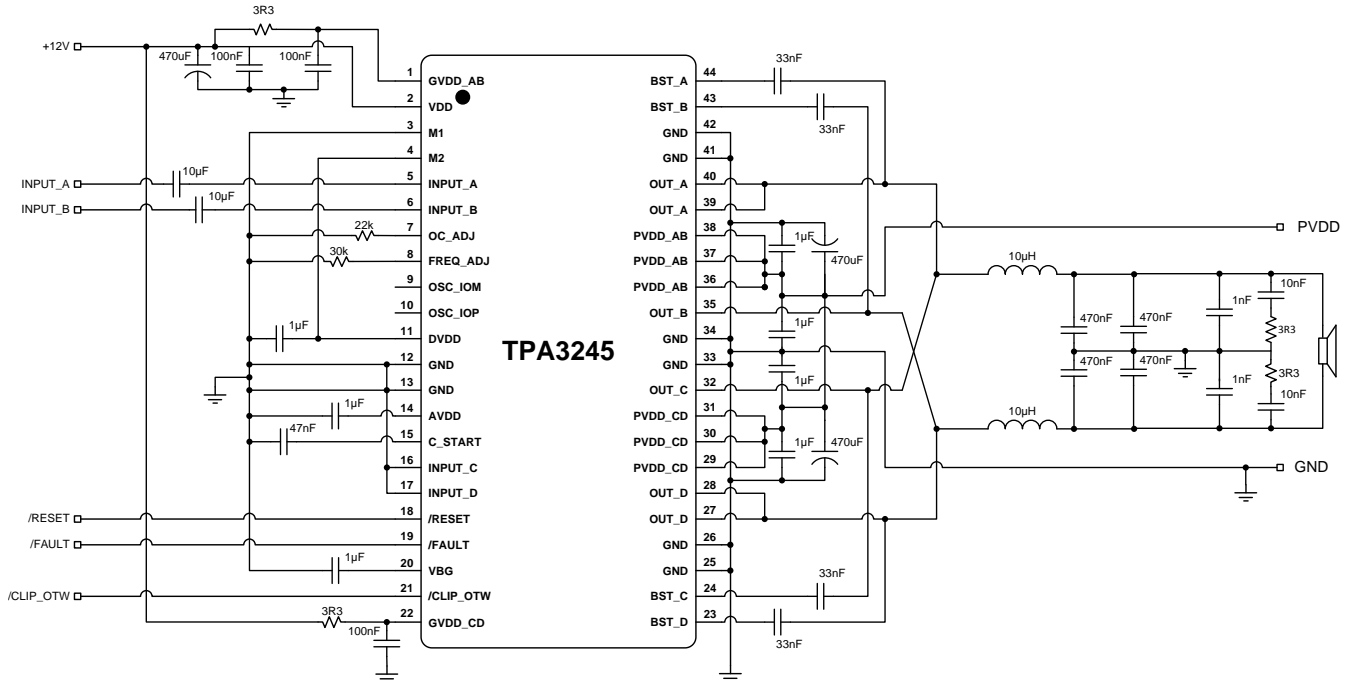 3R3
+12V
470uF
100nF
100nF
1
GVDD_AB
2
VDD
3
M1
4
M2
INPUT_A
10µF
5
INPUT_A
INPUT_B
10µF
6
INPUT_B
22k
7
OC_ADJ
30k
8
FREQ_ADJ
9
OSC_IOM
10
OSC_IOP
1µF
11
DVDD
12
GND
13
GND
1µF
14
AVDD
47nF
15
C_START
16
INPUT_C
17
INPUT_D
/RESET
18
/RESET
/FAULT
19
/FAULT
1µF
20
VBG
/CLIP_OTW
21
/CLIP_OTW
3R3
22
GVDD_CD
100nF
TPA3245
33nF
BST_A
44
BST_B
43
33nF
GND
42
GND
41
OUT_A
40
OUT_A
39
PVDD_AB
38
1µF
PVDD_AB
37
470uF
PVDD_AB
36
OUT_B
35
1µF
GND
34
GND
33
1µF
OUT_C
32
PVDD_CD
31
PVDD_CD
30
1µF
470uF
PVDD_CD
29
OUT_D
28
OUT_D
27
GND
26
GND
25
33nF
BST_C
24
BST_D
23
33nF
PVDD
10µH
10nF
1nF
470nF
470nF
3R3
470nF
470nF
3R3
1nF
10nF
10µH
GND